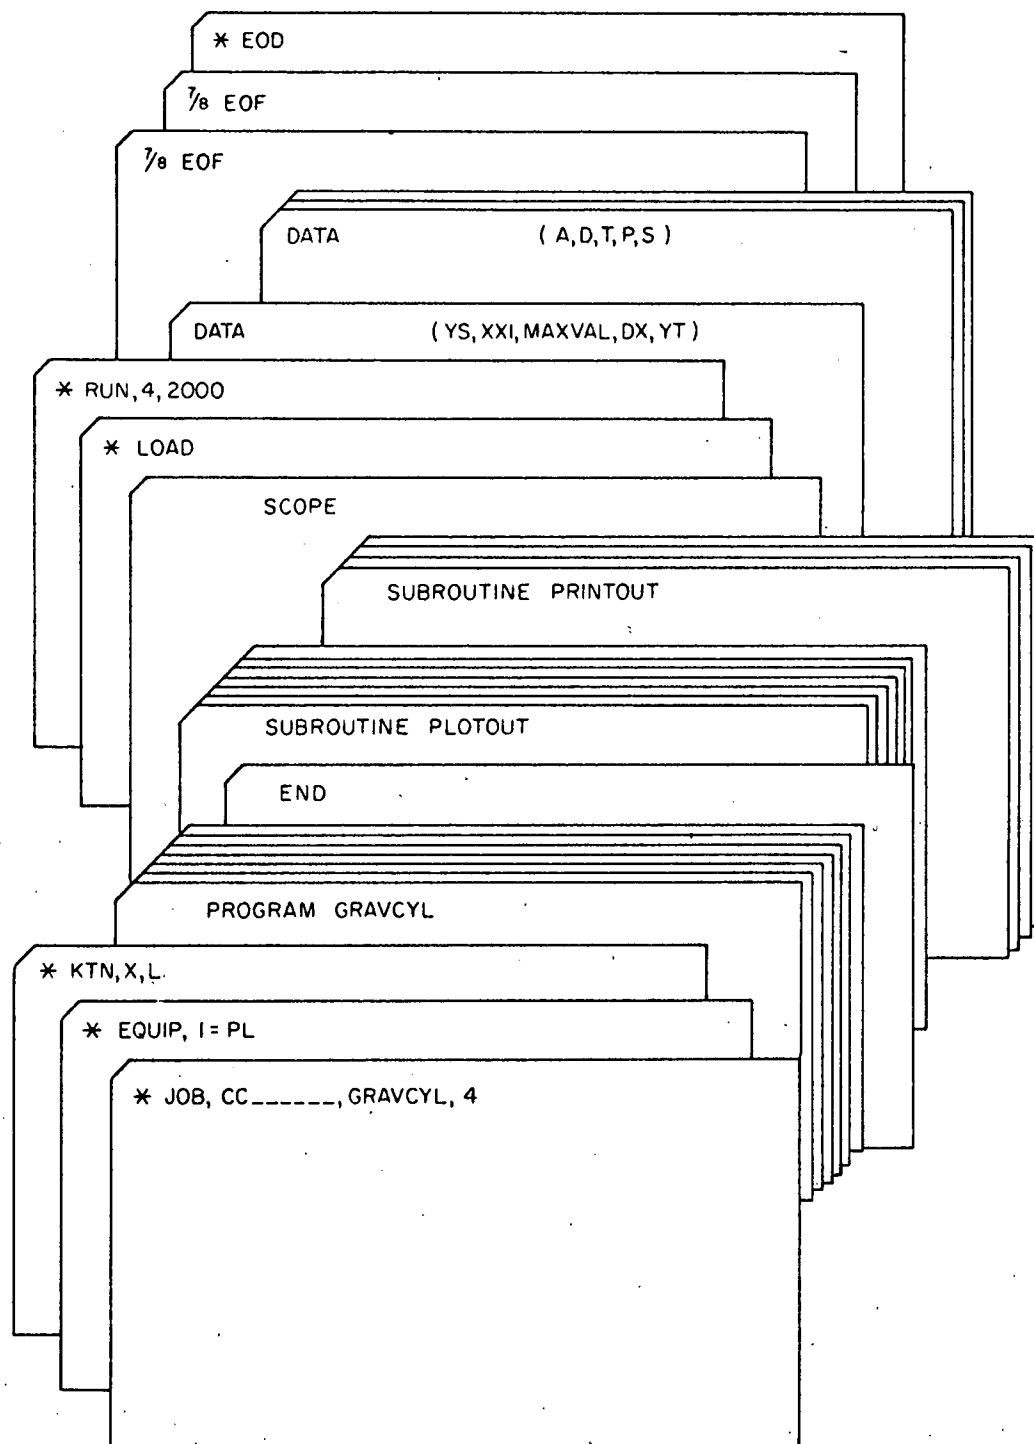 * EOD
7/8 EOF
7/8 EOF
DATA (A,D,T,P,S)
DATA (YS,XXI,MAXVAL,DX,YT)
* RUN,4,2000
* LOAD
SCOPE
SUBROUTINE PRINTOUT
SUBROUTINE PLOTOUT
END
PROGRAM GRAVCYL
* KTN,X,L.
* EQUIP, 1=PL
* JOB, CC______,GRAVCYL, 4